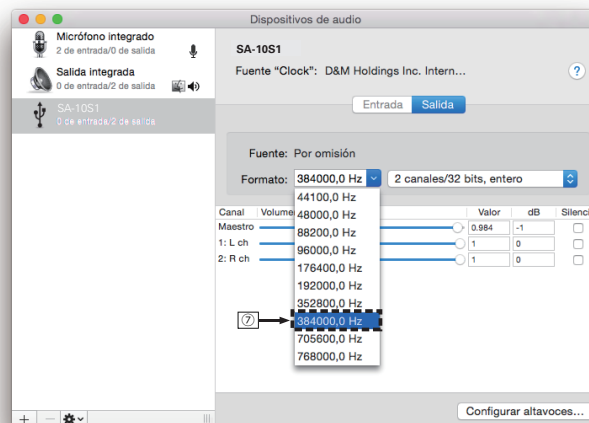 Dispositivos de audio
Micrófono integrado
2 de entrada/0 de salida
Salida integrada
0 de entrada/2 de salida
SA-10S1
0 de entrada/2 de salida
SA-10S1
Fuente “Clock”: D&M Holdings Inc. Intern...
?
Entrada Salida
Fuente: Por omisión
Formato: 384000,0 Hz 2 canales/32 bits, entero
44100,0 Hz
48000,0 Hz
88200,0 Hz
96000,0 Hz
176400,0 Hz
192000,0 Hz
352800,0 Hz
⑦ 384000,0 Hz
705600,0 Hz
768000,0 Hz
Canal Volume Valor dB Silenci
Maestro 0.984 -1
1: L ch 1 0
2: R ch 1 0
Configurar altavoces...